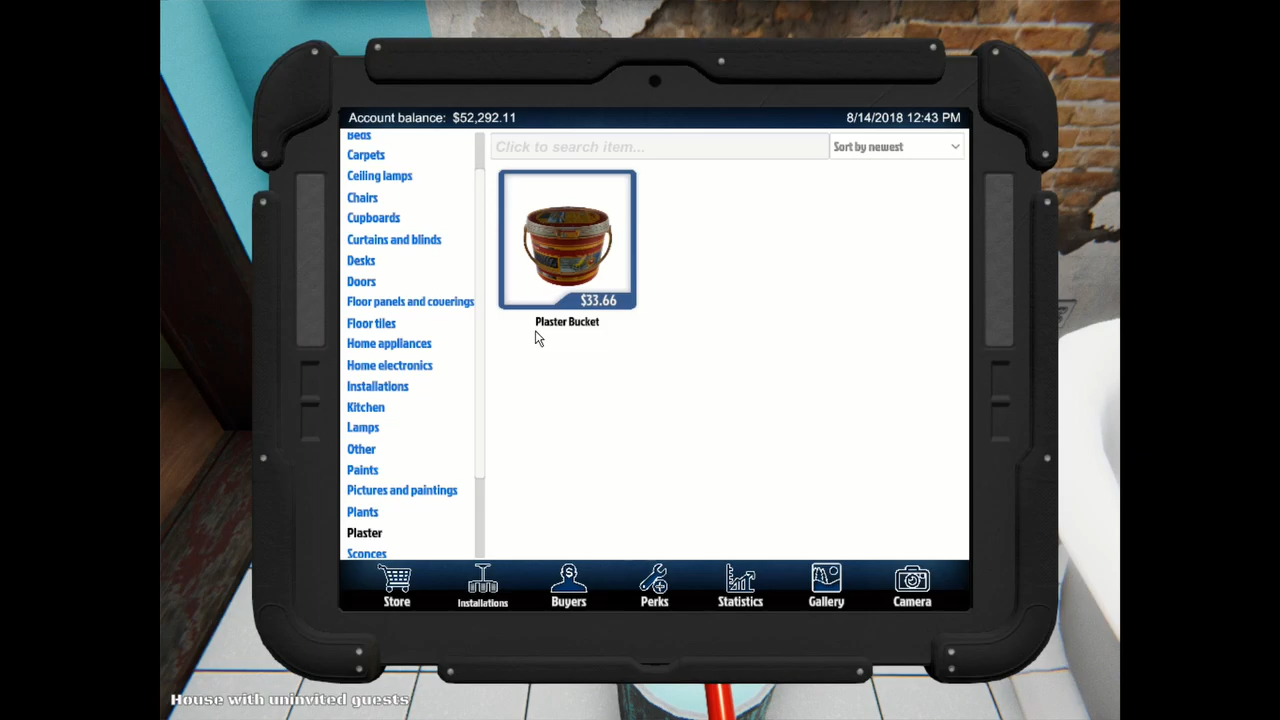 Account balance: $52,292.11
8/14/2018 12:43 PM
Beds
Carpets
Ceiling lamps
Chairs
Cupboards
Curtains and blinds
Desks
Doors
Floor panels and coverings
Floor tiles
Home appliances
Home electronics
Installations
Kitchen
Lamps
Other
Paints
Pictures and paintings
Plants
Plaster
Sconces
Click to search item...
Sort by newest
$33.66
Plaster Bucket
Store
Installations
Buyers
Perks
Statistics
Gallery
Camera
House with uninvited guests